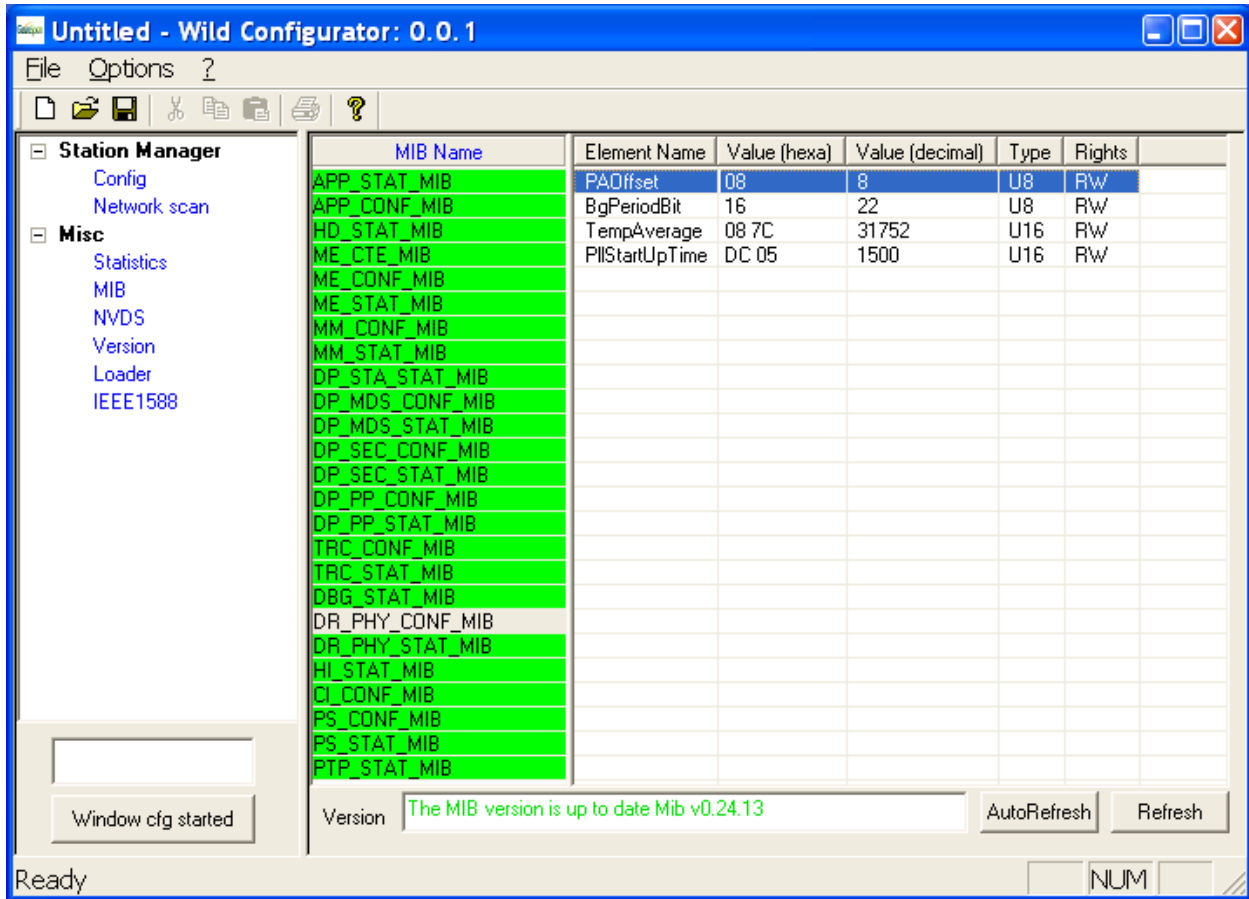 Untitled - Wild Configurator: 0.0.1
File Options ?
Station Manager
Config
Network scan
Misc
Statistics
MIB
NVDS
Version
Loader
IEEE1588
Window cfg started
MIB Name
APP_STAT_MIB
APP_CONF_MIB
HD_STAT_MIB
ME_CTE_MIB
ME_CONF_MIB
ME_STAT_MIB
MM_CONF_MIB
MM_STAT_MIB
DP_STA_STAT_MIB
DP_MDS_CONF_MIB
DP_MDS_STAT_MIB
DP_SEC_CONF_MIB
DP_SEC_STAT_MIB
DP_PP_CONF_MIB
DP_PP_STAT_MIB
TRC_CONF_MIB
TRC_STAT_MIB
DBG_STAT_MIB
DR_PHY_CONF_MIB
DR_PHY_STAT_MIB
HI_STAT_MIB
CI_CONF_MIB
PS_CONF_MIB
PS_STAT_MIB
PTP_STAT_MIB
Element Name Value (hexa) Value (decimal) Type Rights
PAOffset 08 8 U8 RW
BgPeriodBit 16 22 U8 RW
TempAverage 08 7C 31752 U16 RW
PllStartUpTime DC 05 1500 U16 RW
Version The MIB version is up to date Mib v0.24.13 AutoRefresh Refresh
Ready NUM